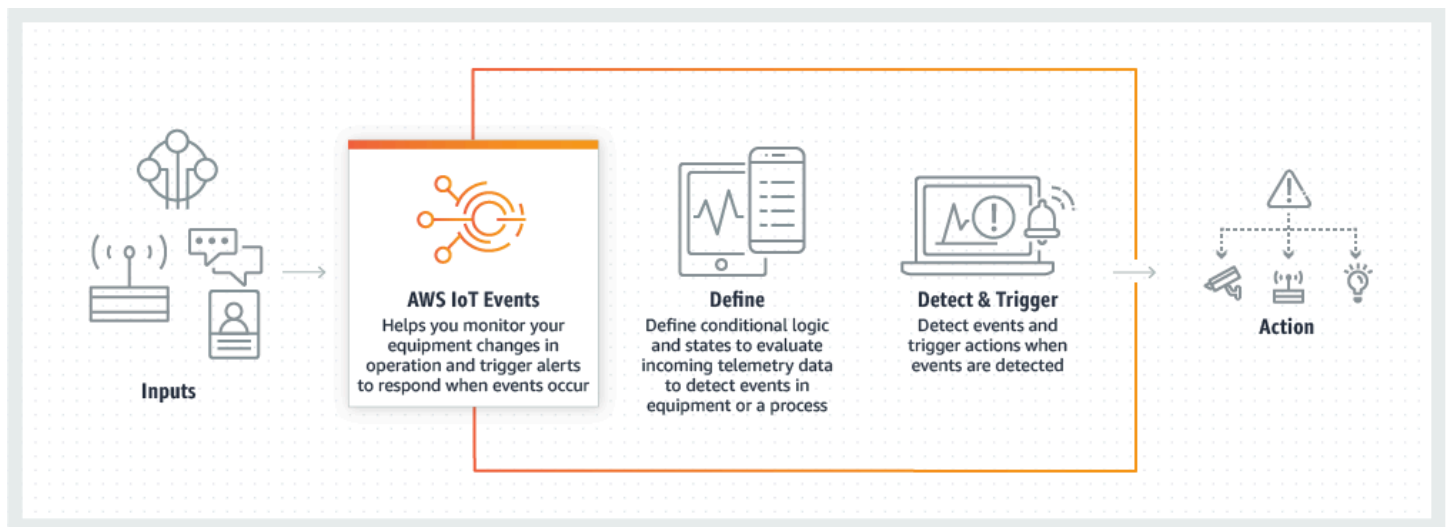 Inputs
AWS IoT Events
Helps you monitor your
equipment changes in
operation and trigger alerts
to respond when events occur
Define
Define conditional logic
and states to evaluate
incoming telemetry data
to detect events in
equipment or a process
Detect & Trigger
Detect events and
trigger actions when
events are detected
Action